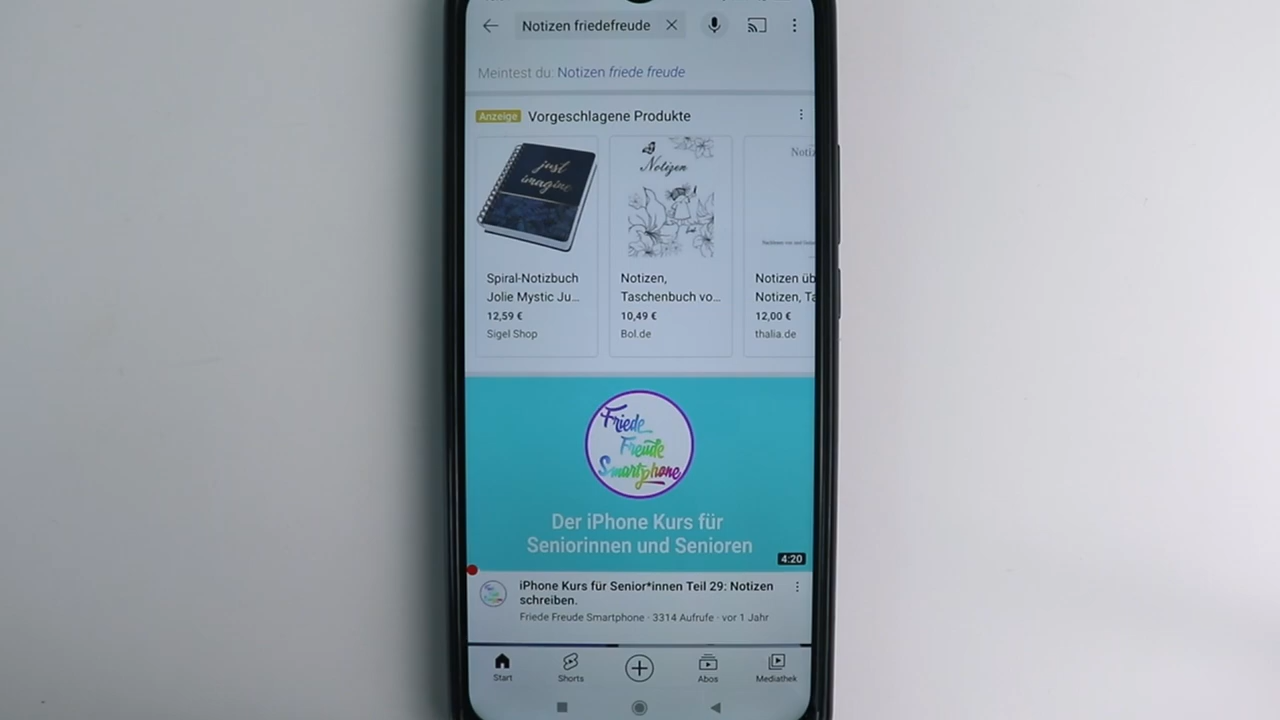 Notizen friedefreude
Meintest du: Notizen friede freude
Anzeige Vorgeschlagene Produkte
just
imagine
Notizen
Notiz
Spiral-Notizbuch
Jolie Mystic Ju...
12,59 €
Sigel Shop
Notizen,
Taschenbuch vo...
10,49 €
Bol.de
Notizen üb
Notizen, Ta
12,00 €
thalia.de
Friede
Freude
Smartphone
Der iPhone Kurs für
Seniorinnen und Senioren
4:20
iPhone Kurs für Senior*innen Teil 29: Notizen
schreiben.
Friede Freude Smartphone · 3314 Aufrufe · vor 1 Jahr
Start Shorts Abos Mediathek